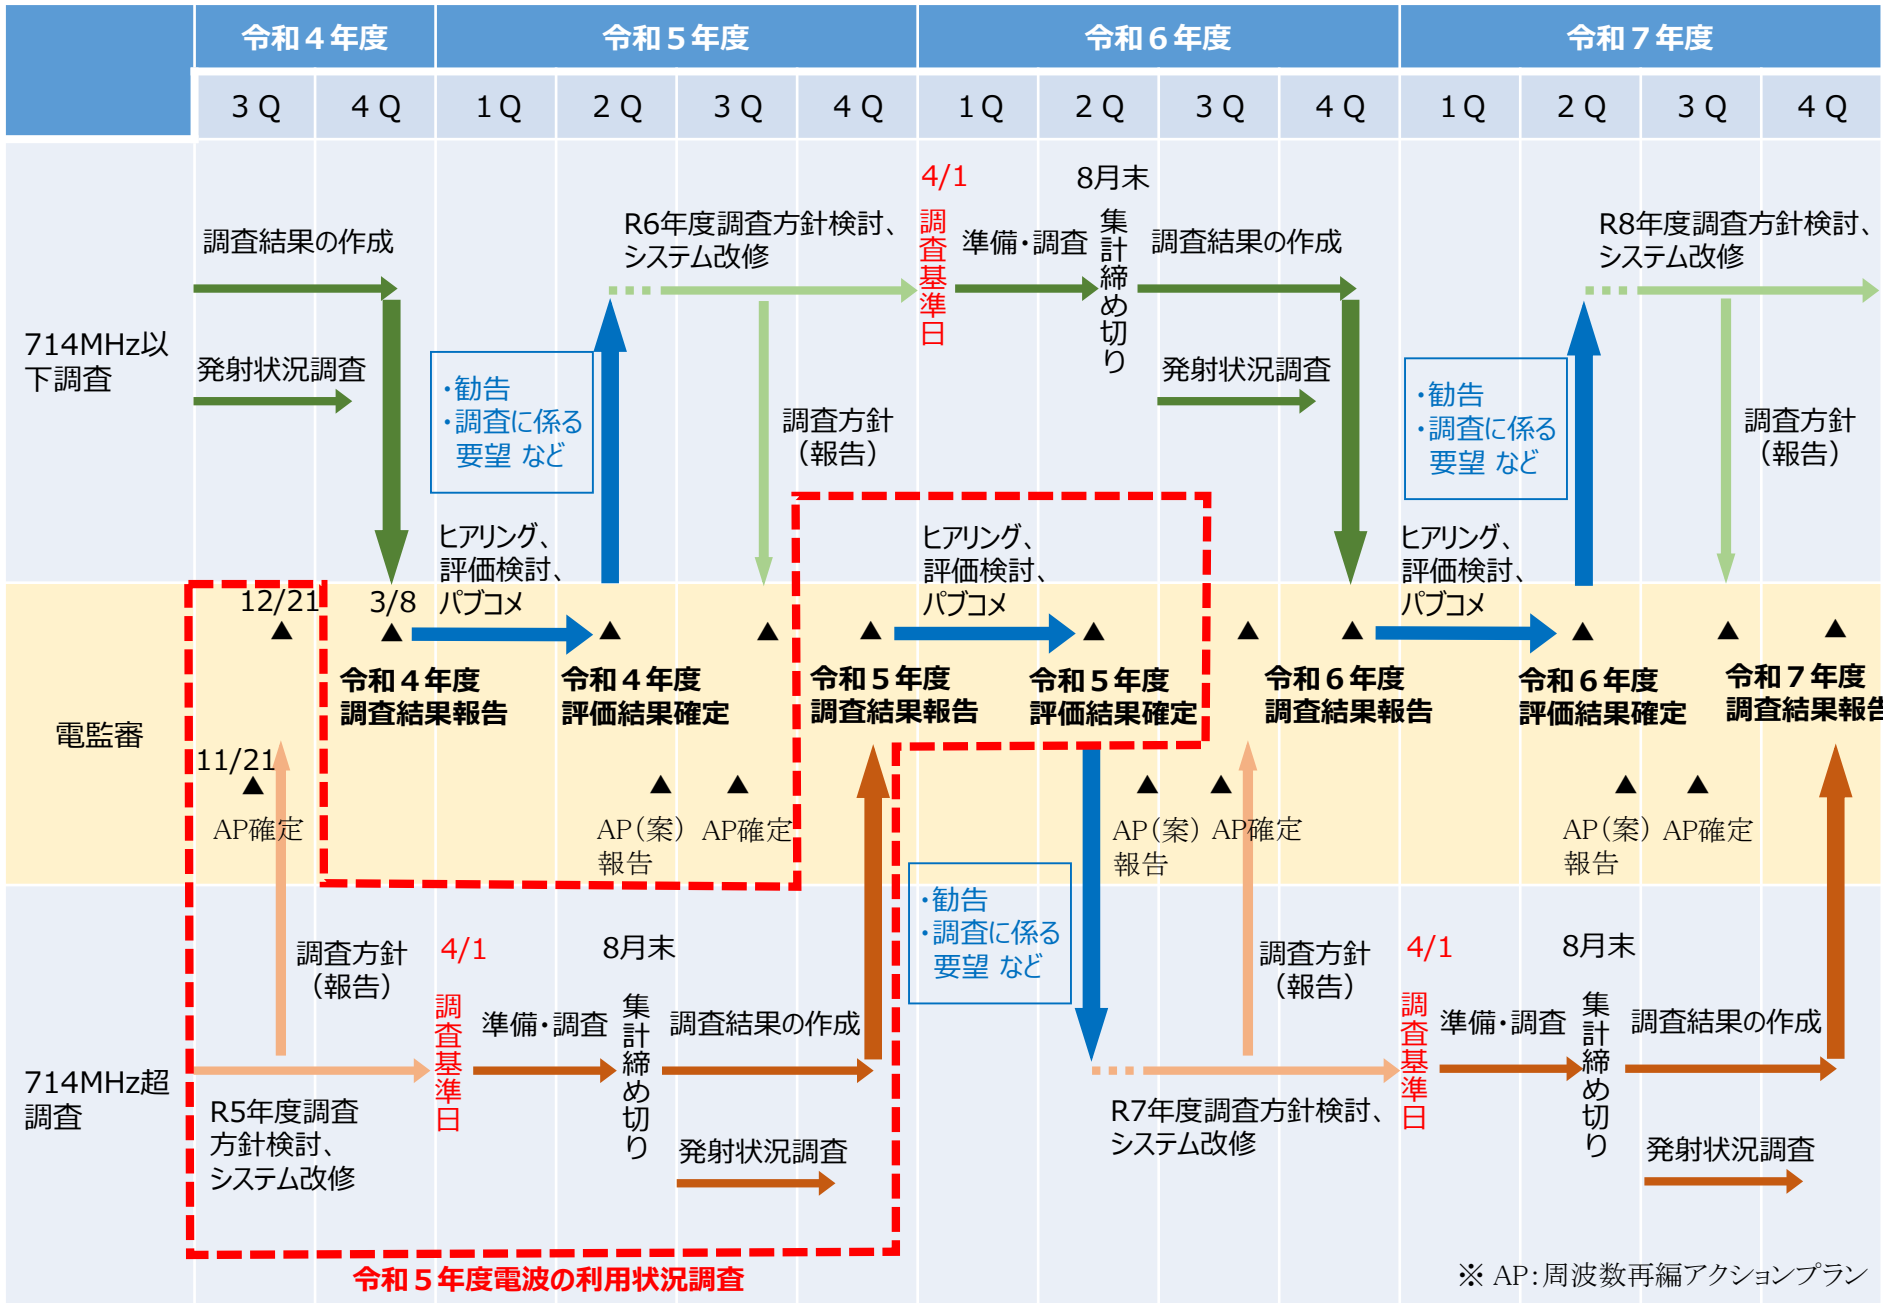 令和４年度
令和５年度
令和６年度
令和７年度
３Q
４Q
１Q
２Q
３Q
４Q
１Q
２Q
３Q
４Q
１Q
２Q
３Q
４Q
714MHz以
下調査
調査結果の作成
発射状況調査
・勧告
・調査に係る
要望 など
R6年度調査方針検討、
システム改修
調査方針
（報告）
4/1
調査基準日
準備・調査
8月末
集計締め切り
調査結果の作成
発射状況調査
・勧告
・調査に係る
要望 など
R8年度調査方針検討、
システム改修
調査方針
（報告）
電監審
12/21
▲
11/21
▲
AP確定
3/8
▲
令和４年度
調査結果報告
ヒアリング、
評価検討、
パブコメ
▲
令和４年度
評価結果確定
▲
▲
AP（案）
報告
▲
AP確定
▲
令和５年度
調査結果報告
ヒアリング、
評価検討、
パブコメ
▲
令和５年度
評価結果確定
▲
AP（案）
報告
▲
AP確定
▲
▲
令和６年度
調査結果報告
ヒアリング、
評価検討、
パブコメ
▲
令和６年度
評価結果確定
▲
AP（案）
報告
▲
AP確定
▲
▲
令和７年度
調査結果報告
714MHz超
調査
調査方針
（報告）
R5年度調査
方針検討、
システム改修
4/1
調査基準日
準備・調査
8月末
集計締め切り
調査結果の作成
発射状況調査
・勧告
・調査に係る
要望 など
R7年度調査方針検討、
システム改修
調査方針
（報告）
4/1
調査基準日
準備・調査
8月末
集計締め切り
調査結果の作成
発射状況調査
令和５年度電波の利用状況調査
※ AP：周波数再編アクションプラン